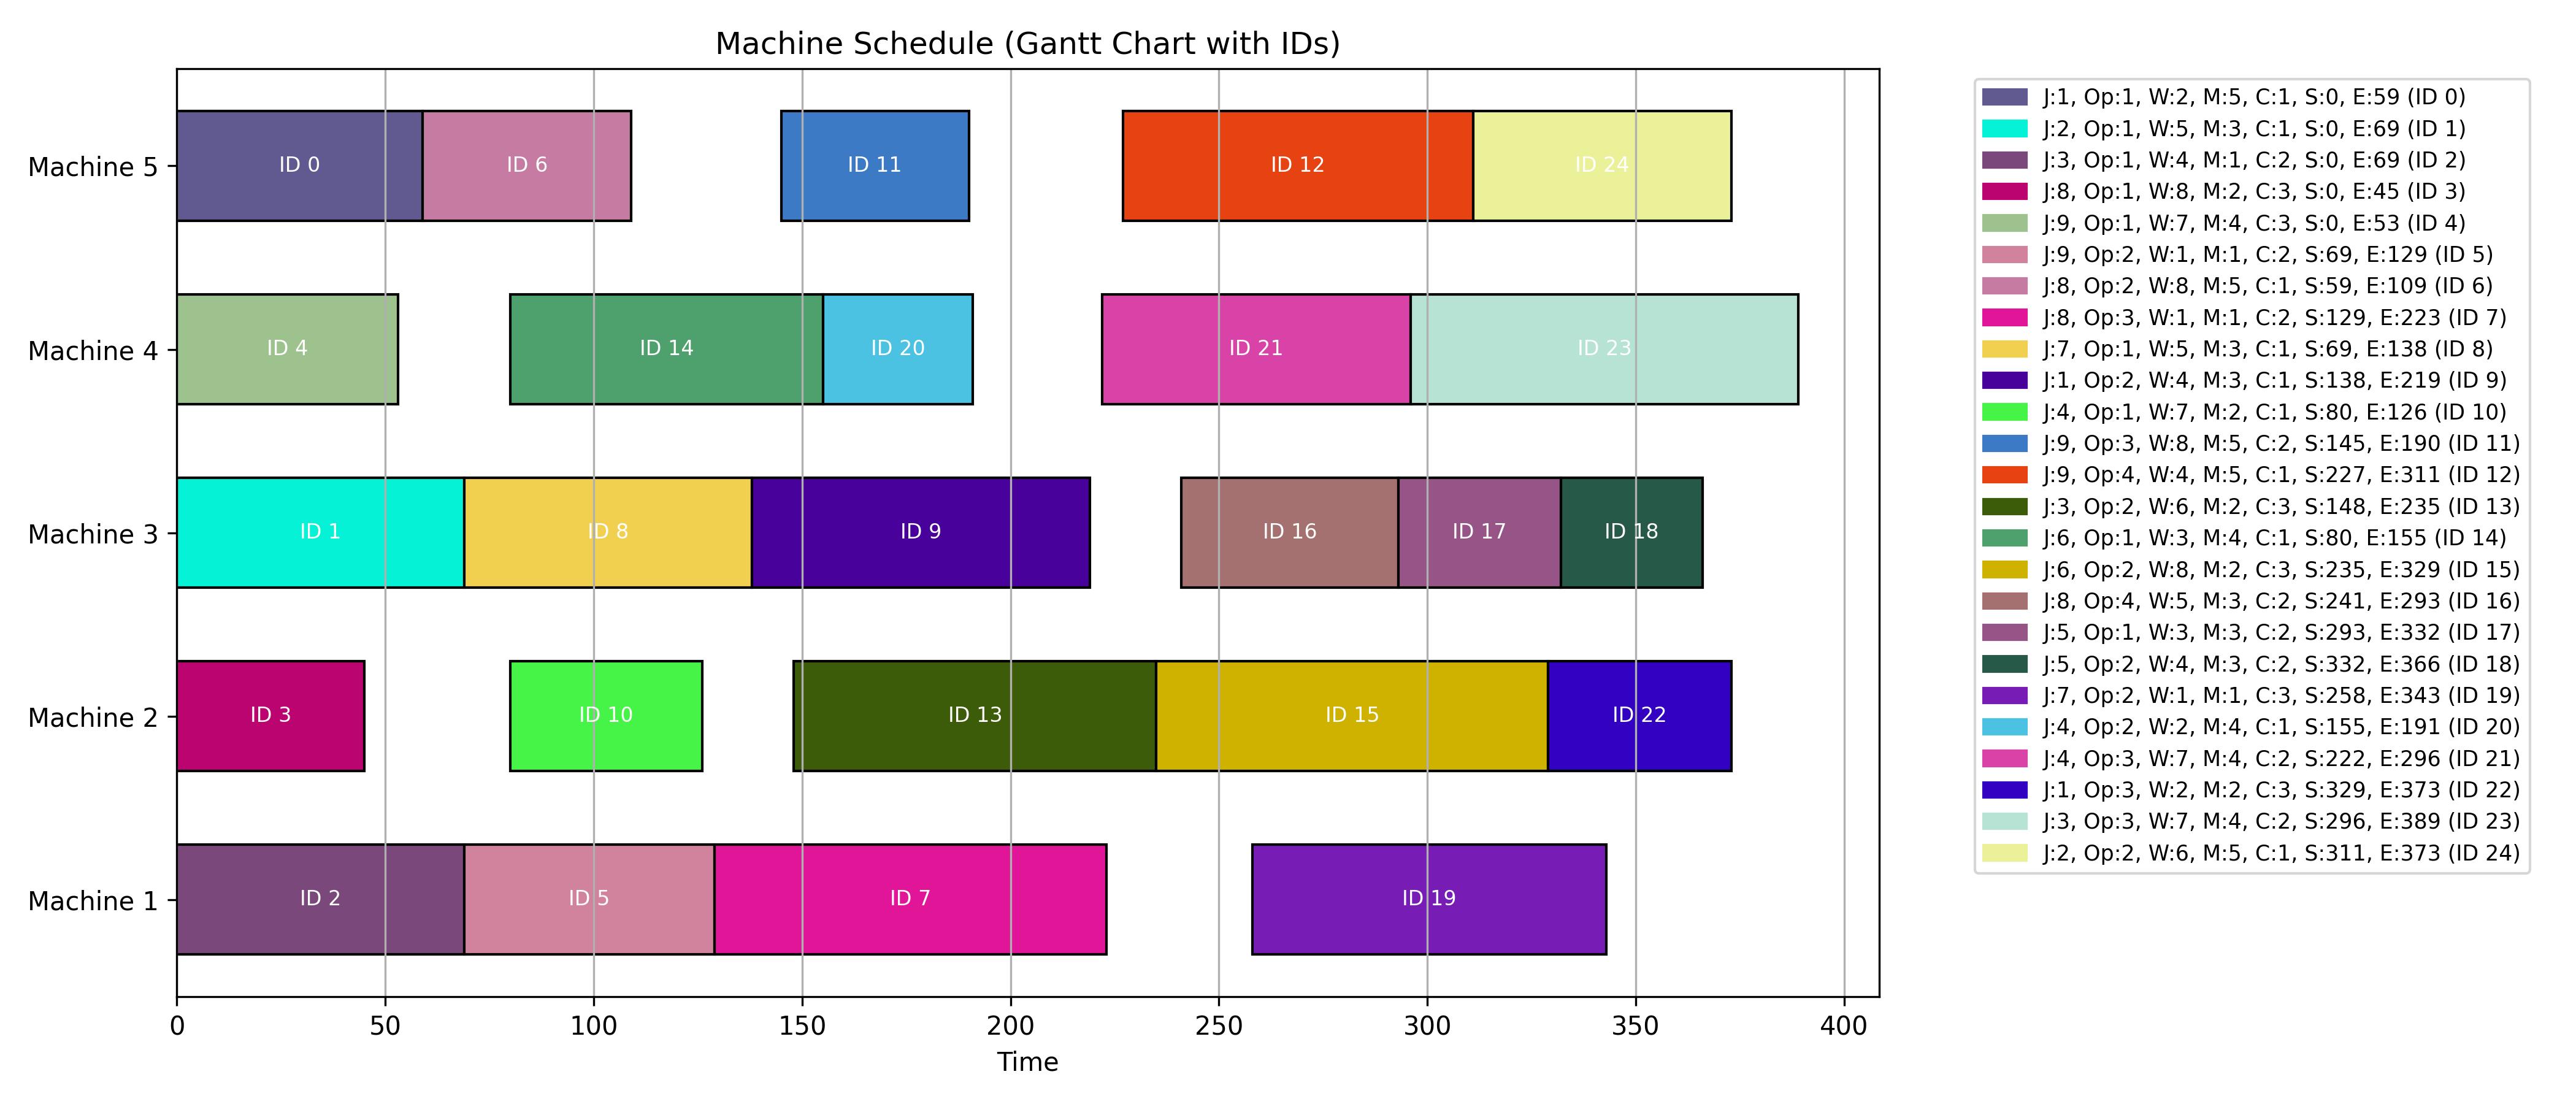 Machine Schedule (Gantt Chart with IDs)
Machine 5
ID 0
ID 6
ID 11
ID 12
ID 24
Machine 4
ID 4
ID 14
ID 20
ID 21
ID 23
Machine 3
ID 1
ID 8
ID 9
ID 16
ID 17
ID 18
Machine 2
ID 3
ID 10
ID 13
ID 15
ID 22
Machine 1
ID 2
ID 5
ID 7
ID 19
0 50 100 150 200 250 300 350 400
Time
J:1, Op:1, W:2, M:5, C:1, S:0, E:59 (ID 0)
J:2, Op:1, W:5, M:3, C:1, S:0, E:69 (ID 1)
J:3, Op:1, W:4, M:1, C:2, S:0, E:69 (ID 2)
J:8, Op:1, W:8, M:2, C:3, S:0, E:45 (ID 3)
J:9, Op:1, W:7, M:4, C:3, S:0, E:53 (ID 4)
J:9, Op:2, W:1, M:1, C:2, S:69, E:129 (ID 5)
J:8, Op:2, W:8, M:5, C:1, S:59, E:109 (ID 6)
J:8, Op:3, W:1, M:1, C:2, S:129, E:223 (ID 7)
J:7, Op:1, W:5, M:3, C:1, S:69, E:138 (ID 8)
J:1, Op:2, W:4, M:3, C:1, S:138, E:219 (ID 9)
J:4, Op:1, W:7, M:2, C:1, S:80, E:126 (ID 10)
J:9, Op:3, W:8, M:5, C:2, S:145, E:190 (ID 11)
J:9, Op:4, W:4, M:5, C:1, S:227, E:311 (ID 12)
J:3, Op:2, W:6, M:2, C:3, S:148, E:235 (ID 13)
J:6, Op:1, W:3, M:4, C:1, S:80, E:155 (ID 14)
J:6, Op:2, W:8, M:2, C:3, S:235, E:329 (ID 15)
J:8, Op:4, W:5, M:3, C:2, S:241, E:293 (ID 16)
J:5, Op:1, W:3, M:3, C:2, S:293, E:332 (ID 17)
J:5, Op:2, W:4, M:3, C:2, S:332, E:366 (ID 18)
J:7, Op:2, W:1, M:1, C:3, S:258, E:343 (ID 19)
J:4, Op:2, W:2, M:4, C:1, S:155, E:191 (ID 20)
J:4, Op:3, W:7, M:4, C:2, S:222, E:296 (ID 21)
J:1, Op:3, W:2, M:2, C:3, S:329, E:373 (ID 22)
J:3, Op:3, W:7, M:4, C:2, S:296, E:389 (ID 23)
J:2, Op:2, W:6, M:5, C:1, S:311, E:373 (ID 24)